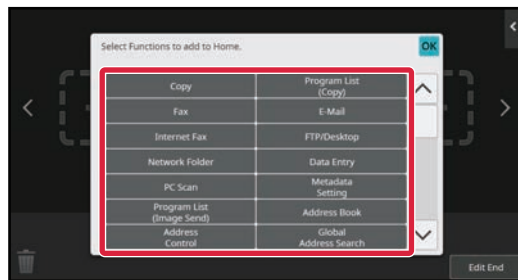 Select Functions to add to Home.
OK
Copy
Program List
(Copy)
Fax
E-Mail
Internet Fax
FTP/Desktop
Network Folder
Data Entry
PC Scan
Metadata
Setting
Program List
(Image Send)
Address Book
Address
Control
Global
Address Search
Edit End